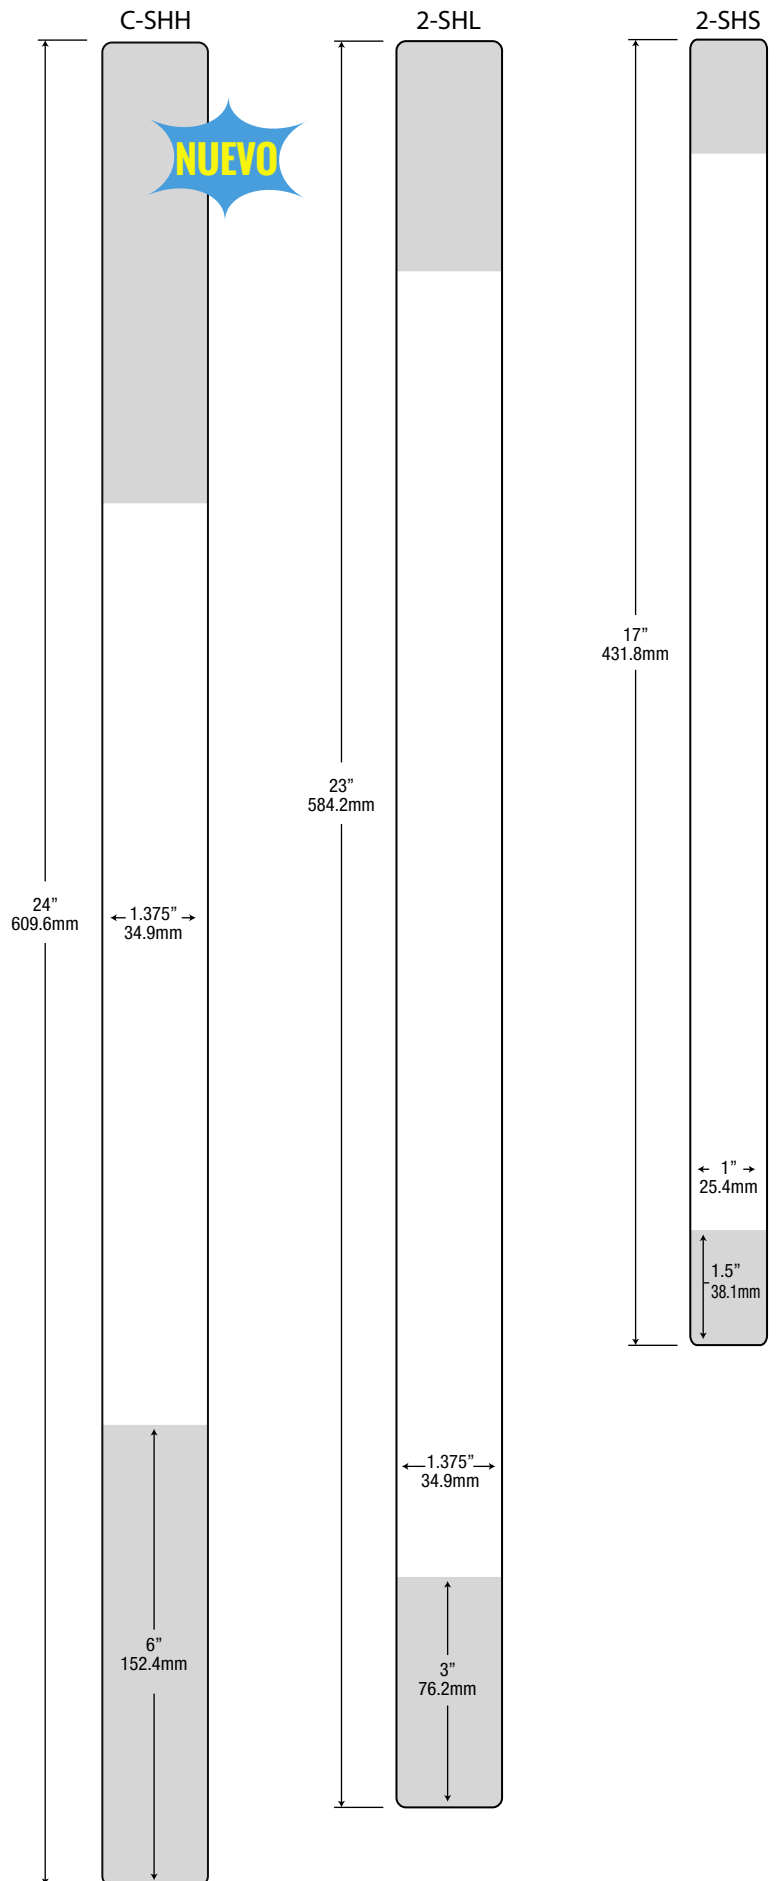 C-SHH
2-SHL
2-SHS
NUEVO
17”
431.8mm
23”
584.2mm
24”
609.6mm
1.375”
34.9mm
1”
25.4mm
1.5”
38.1mm
1.375”
34.9mm
6”
152.4mm
3”
76.2mm